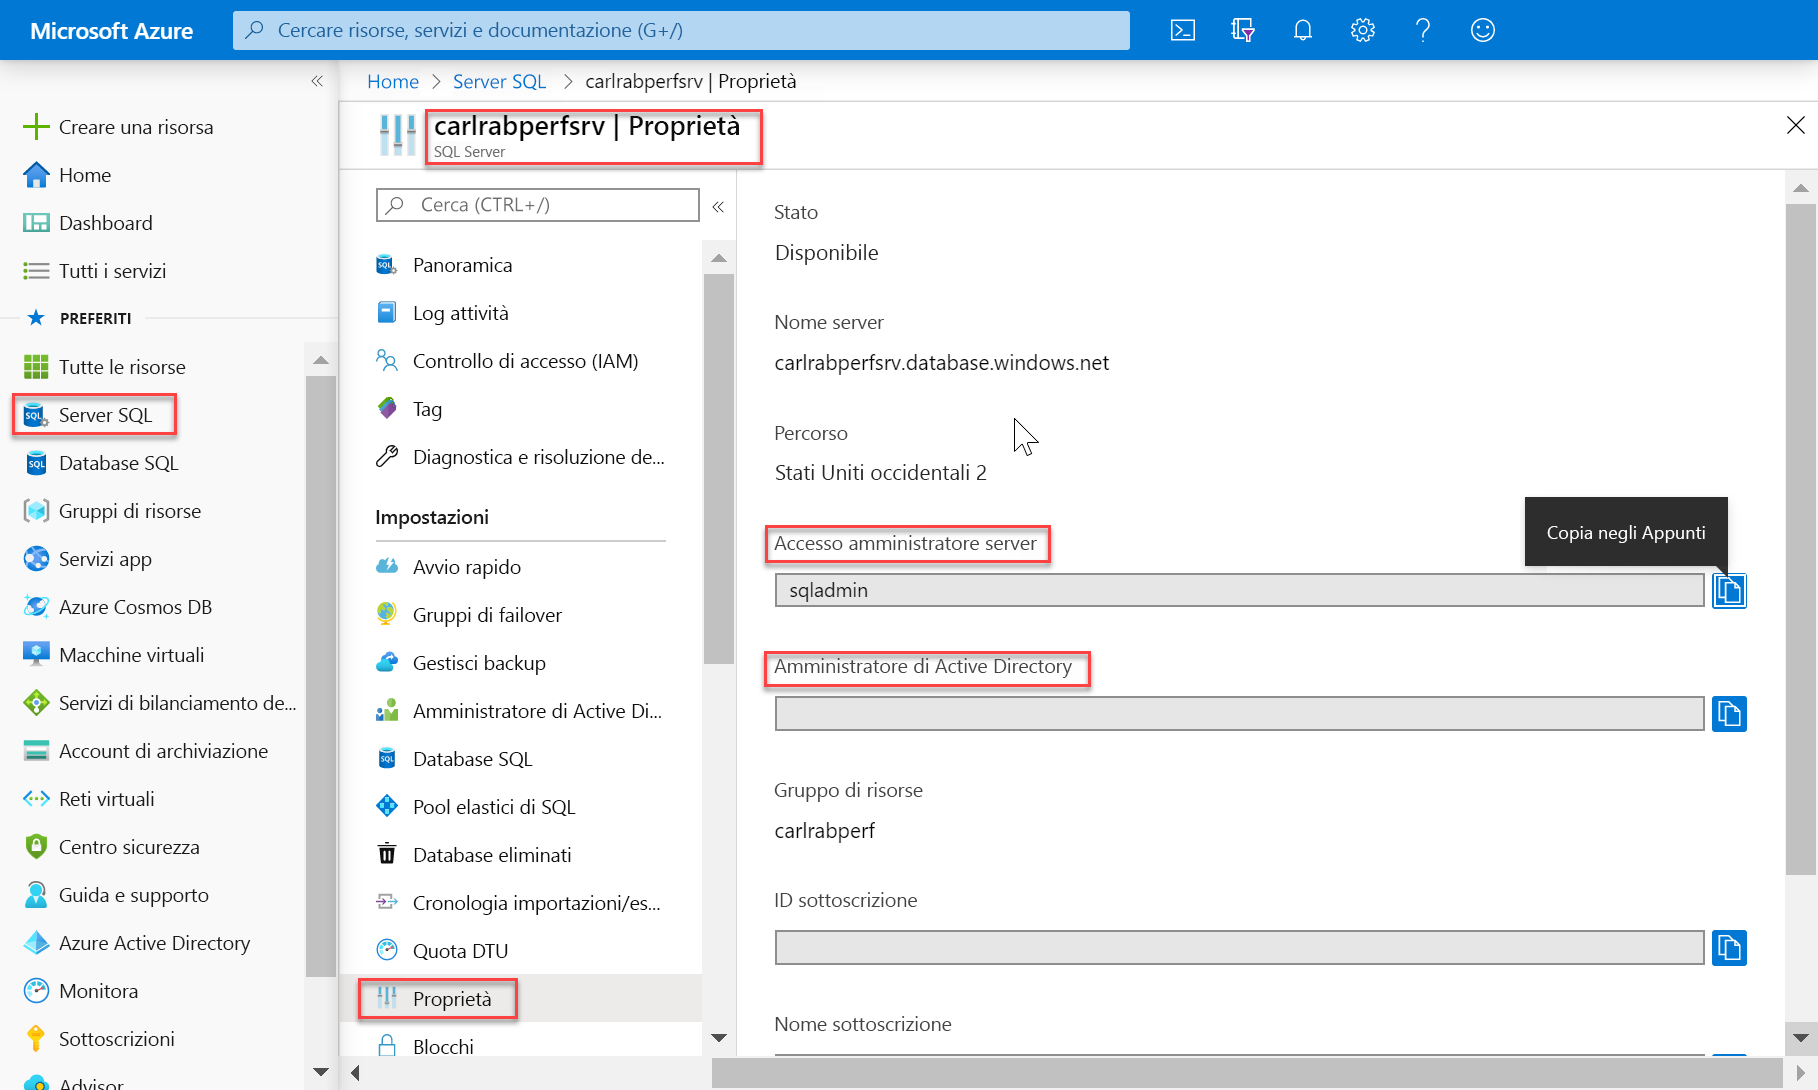 Microsoft Azure
Cercare risorse, servizi e documentazione (G+/)
Home > Server SQL > carlrabperfsrv | Proprietà
Creare una risorsa
Home
Dashboard
Tutti i servizi
PREFERITI
Tutte le risorse
Server SQL
Database SQL
Gruppi di risorse
Servizi app
Azure Cosmos DB
Macchine virtuali
Servizi di bilanciamento de...
Account di archiviazione
Reti virtuali
Centro sicurezza
Guida e supporto
Azure Active Directory
Monitora
Sottoscrizioni
Advisor
carlrabperfsrv | Proprietà
SQL Server
Cerca (CTRL+/)
Panoramica
Log attività
Controllo di accesso (IAM)
Tag
Diagnostica e risoluzione de...
Impostazioni
Avvio rapido
Gruppi di failover
Gestisci backup
Amministratore di Active Di...
Database SQL
Pool elastici di SQL
Database eliminati
Cronologia importazioni/es...
Quota DTU
Proprietà
Blocchi
Stato
Disponibile
Nome server
carlrabperfsrv.database.windows.net
Percorso
Stati Uniti occidentali 2
Accesso amministratore server
Copia negli Appunti
sqladmin
Amministratore di Active Directory
Gruppo di risorse
carlrabperf
ID sottoscrizione
Nome sottoscrizione